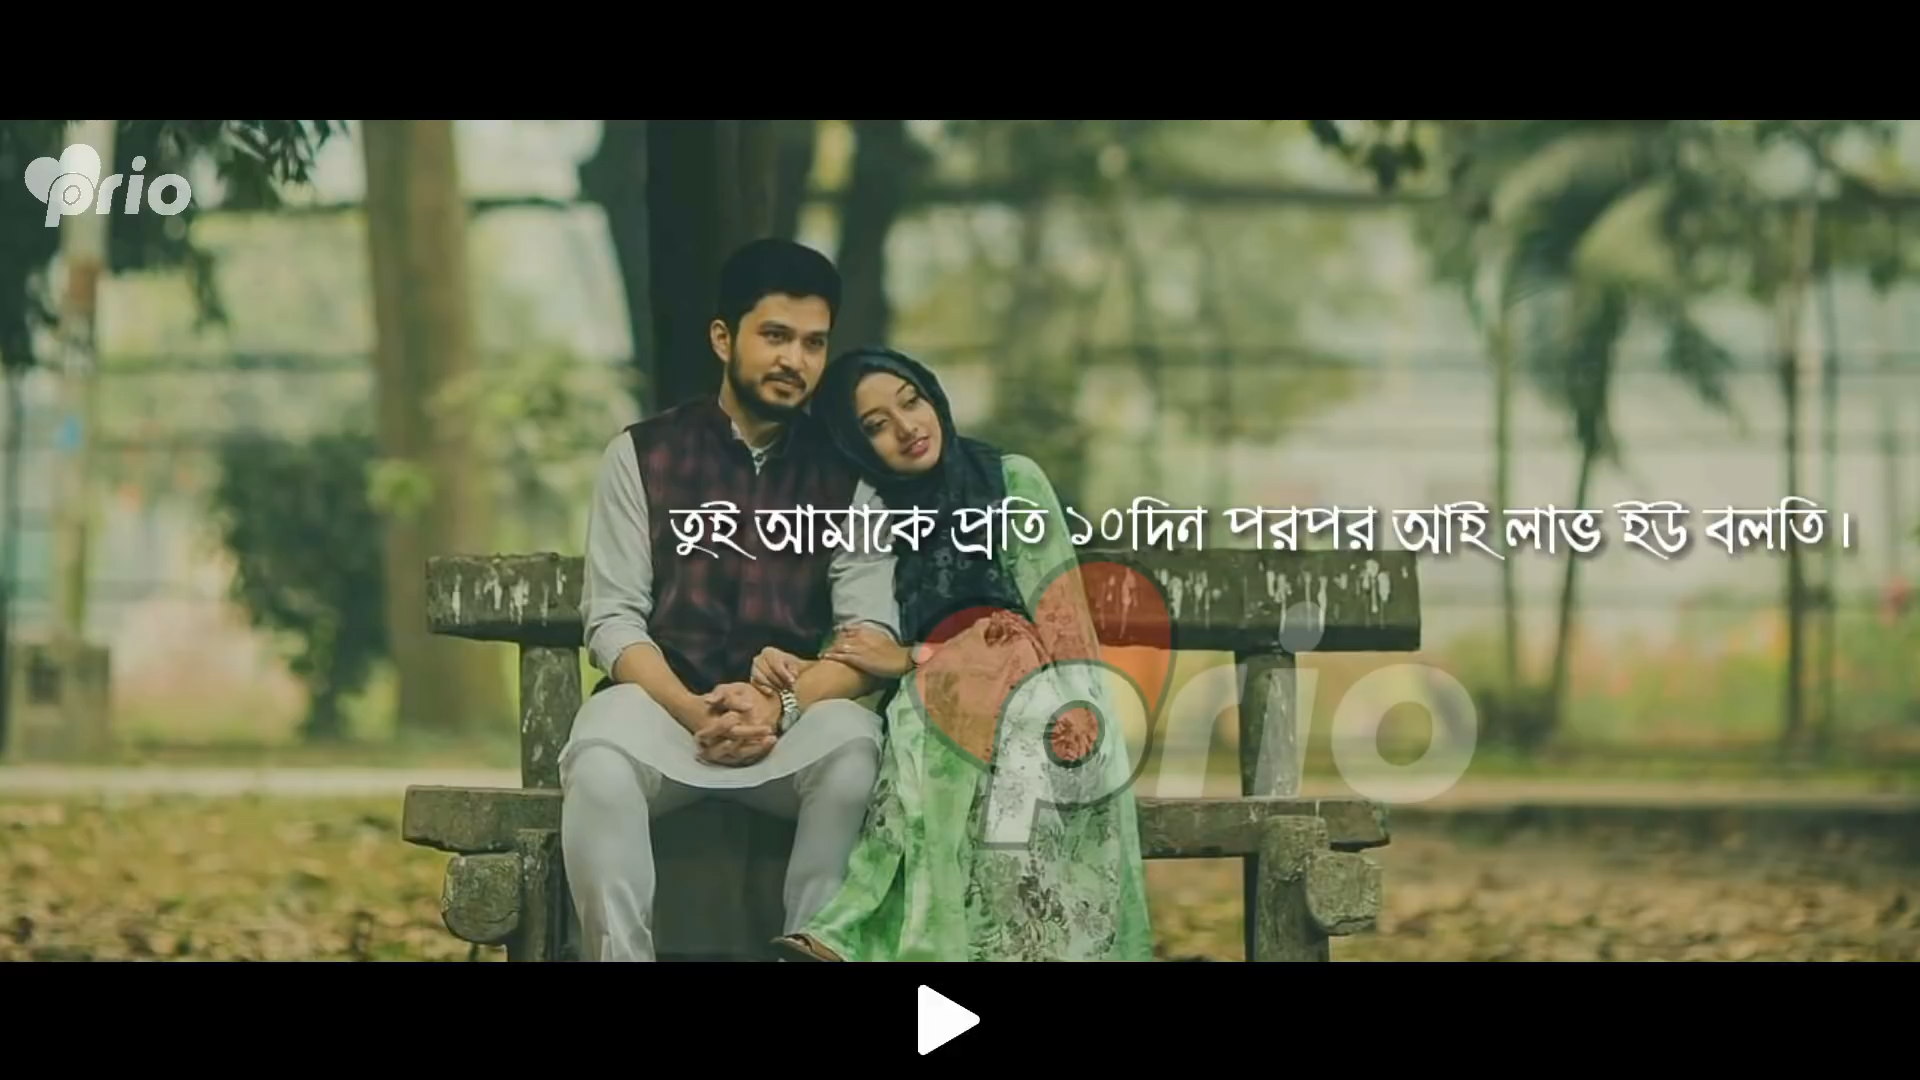 prio
তুই আমাকে প্রতি ১০দিন পরপর আই লাভ ইউ বলতি।
prio